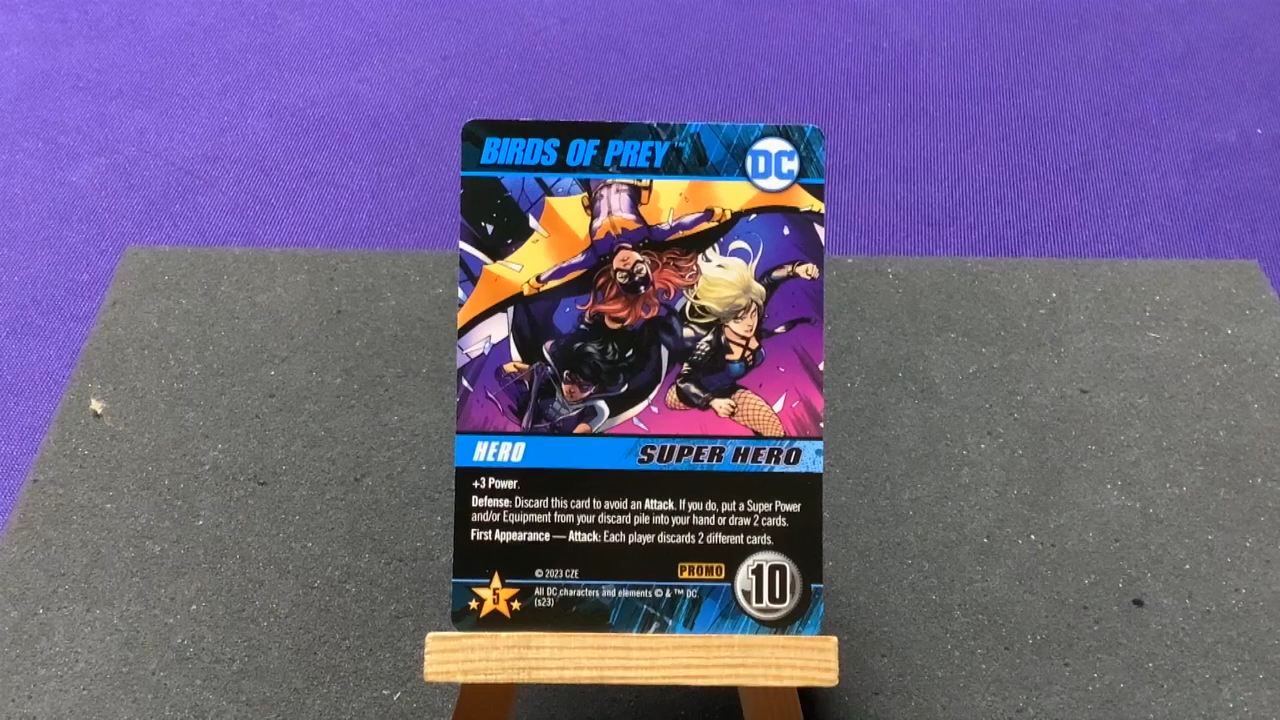 BIRDS OF PREY™
DC
HERO
SUPER HERO
+3 Power.
Defense: Discard this card to avoid an Attack. If you do, put a Super Power
and/or Equipment from your discard pile into your hand or draw 2 cards.
First Appearance — Attack: Each player discards 2 different cards.
© 2023 CZE
PROMO
10
5
All DC characters and elements © & ™ DC.
(s23)